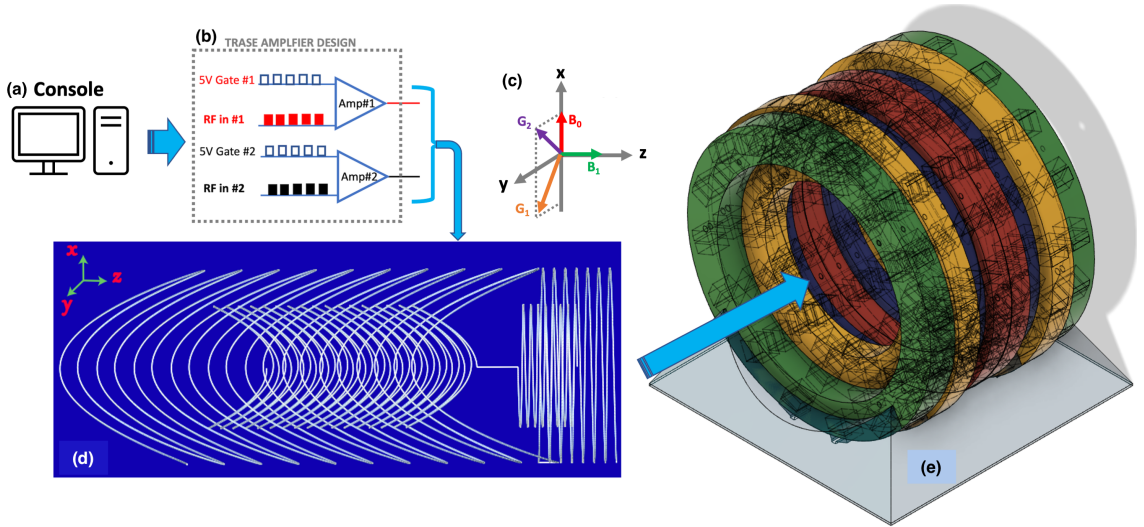 (a) Console
(b)
TRASE AMPLFIER DESIGN
5V Gate #1
RF in #1
Amp#1
5V Gate #2
RF in #2
Amp#2
(c)
x
B0
G2
z
B1
y
G1
x
z
y
(d)
(e)